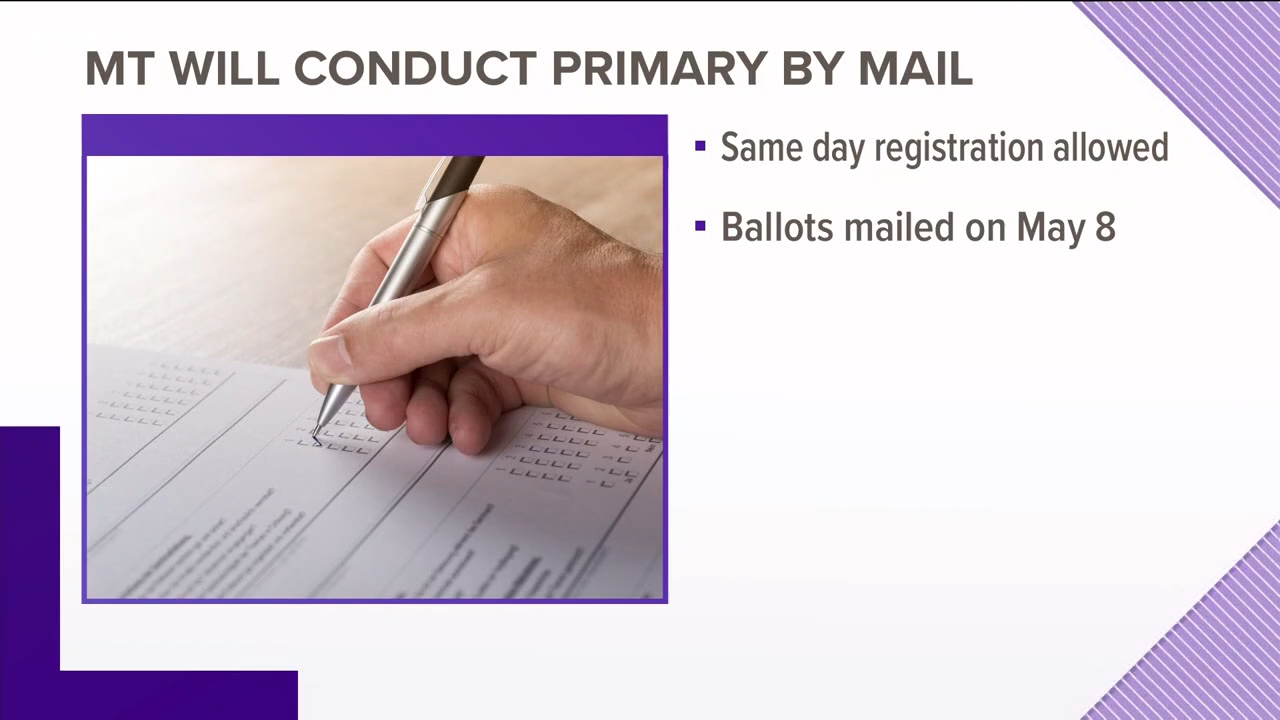 MT WILL CONDUCT PRIMARY BY MAIL
Same day registration allowed
Ballots mailed on May 8